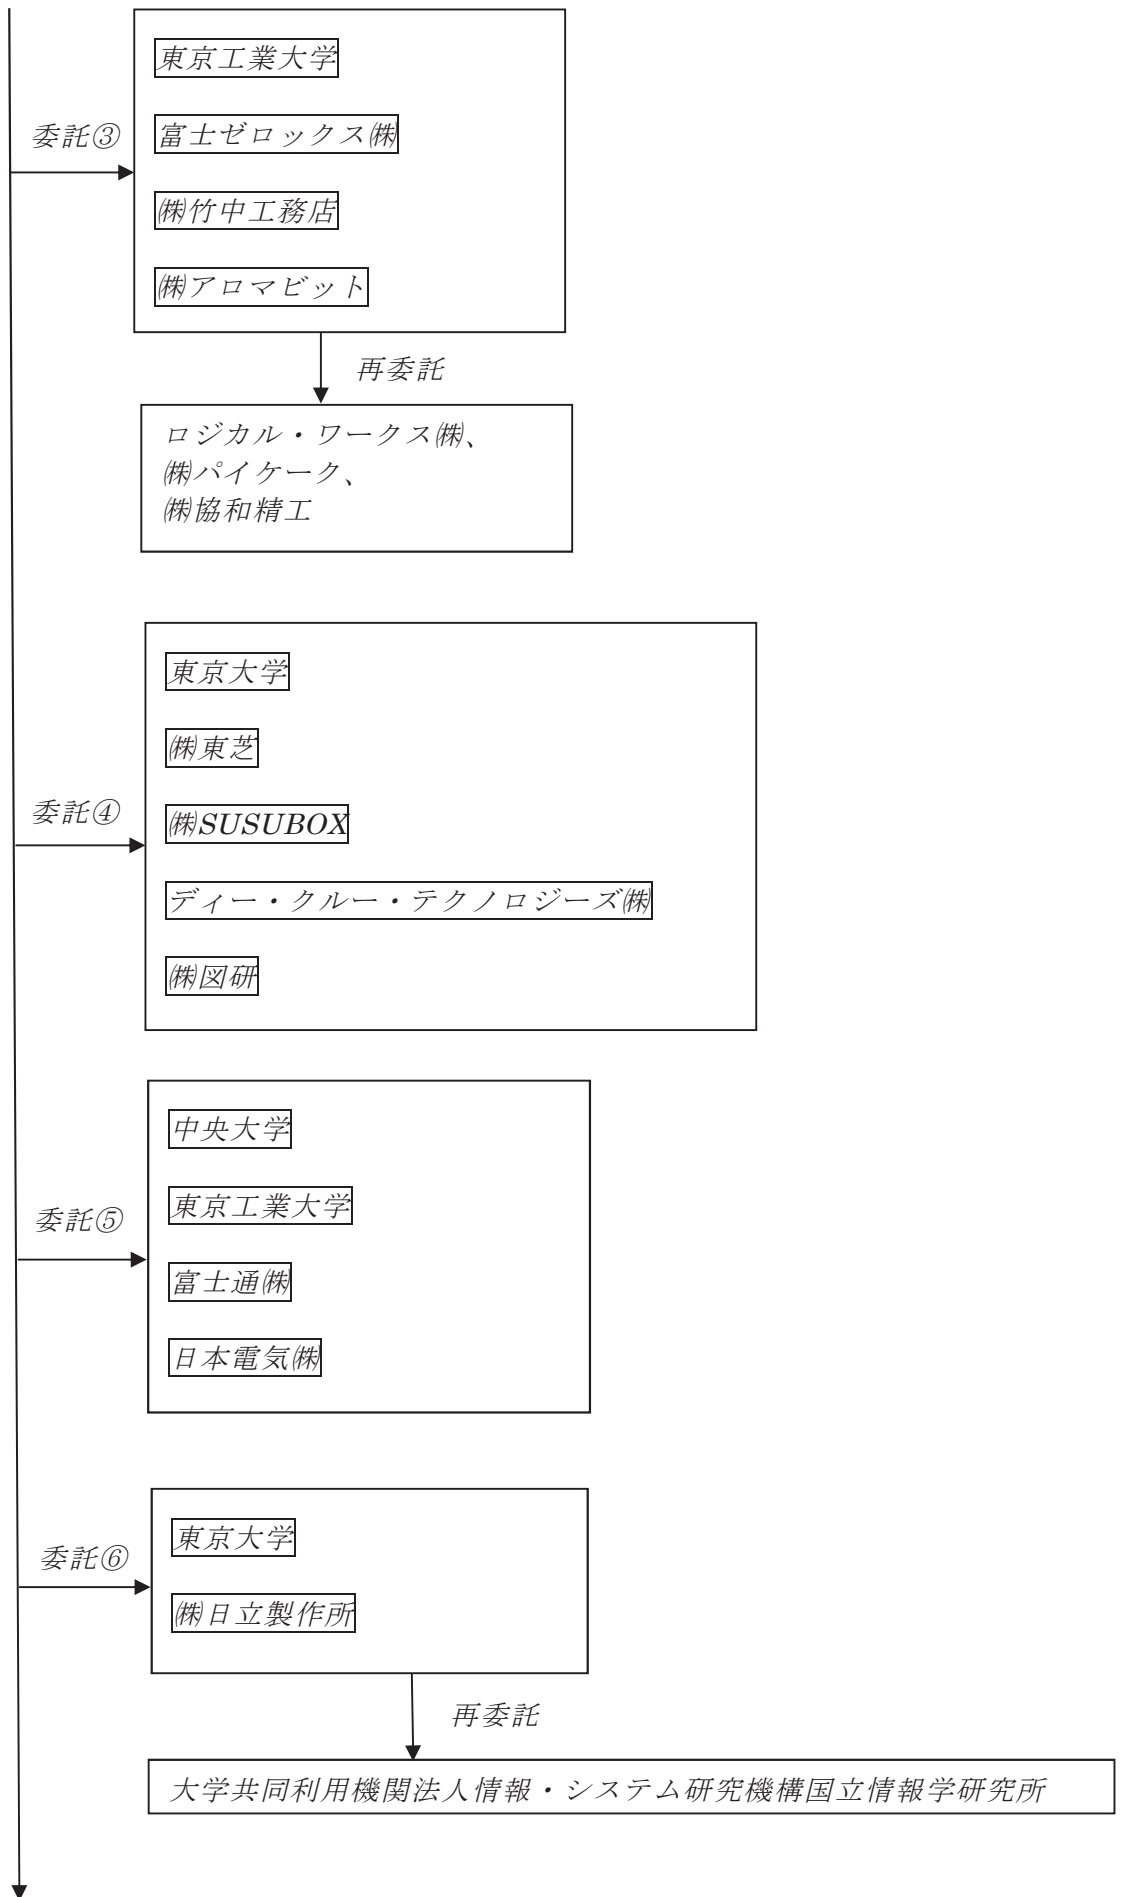 東京工業大学
富士ゼロックス㈱
委託③
㈱竹中工務店
㈱アロマビット
再委託
ロジカル・ワークス㈱、
㈱パイケーク、
㈱協和精工
東京大学
㈱東芝
委託④
㈱SUSUBOX
ディー・クルー・テクノロジーズ㈱
㈱図研
中央大学
東京工業大学
委託⑤
富士通㈱
日本電気㈱
東京大学
委託⑥
㈱日立製作所
再委託
大学共同利用機関法人情報・システム研究機構国立情報学研究所